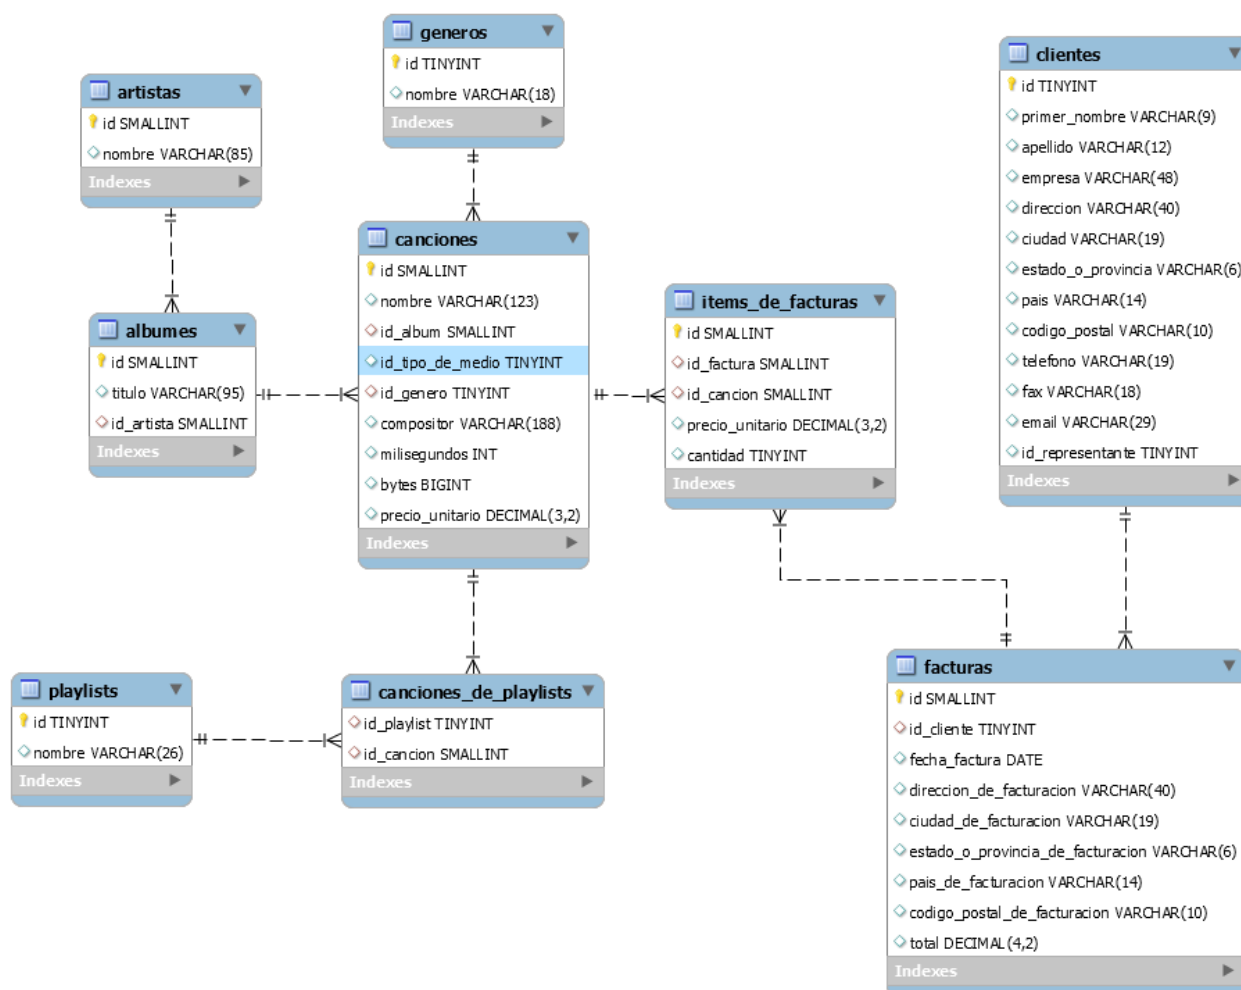 generos
id TINYINT
nombre VARCHAR(18)
Indexes
artistas
id SMALLINT
nombre VARCHAR(85)
Indexes
clientes
id TINYINT
primer_nombre VARCHAR(9)
apellido VARCHAR(12)
empresa VARCHAR(48)
direccion VARCHAR(40)
ciudad VARCHAR(19)
estado_o_provincia VARCHAR(6)
pais VARCHAR(14)
codigo_postal VARCHAR(10)
telefono VARCHAR(19)
fax VARCHAR(18)
email VARCHAR(29)
id_representante TINYINT
Indexes
canciones
id SMALLINT
nombre VARCHAR(123)
id_album SMALLINT
id_tipo_de_medio TINYINT
id_genero TINYINT
compositor VARCHAR(188)
milisegundos INT
bytes BIGINT
precio_unitario DECIMAL(3,2)
Indexes
albumes
id SMALLINT
titulo VARCHAR(95)
id_artista SMALLINT
Indexes
items_de_facturas
id SMALLINT
id_factura SMALLINT
id_cancion SMALLINT
precio_unitario DECIMAL(3,2)
cantidad TINYINT
Indexes
playlists
id TINYINT
nombre VARCHAR(26)
Indexes
canciones_de_playlists
id_playlist TINYINT
id_cancion SMALLINT
Indexes
facturas
id SMALLINT
id_cliente TINYINT
fecha_factura DATE
direccion_de_facturacion VARCHAR(40)
ciudad_de_facturacion VARCHAR(19)
estado_o_provincia_de_facturacion VARCHAR(6)
pais_de_facturacion VARCHAR(14)
codigo_postal_de_facturacion VARCHAR(10)
total DECIMAL(4,2)
Indexes